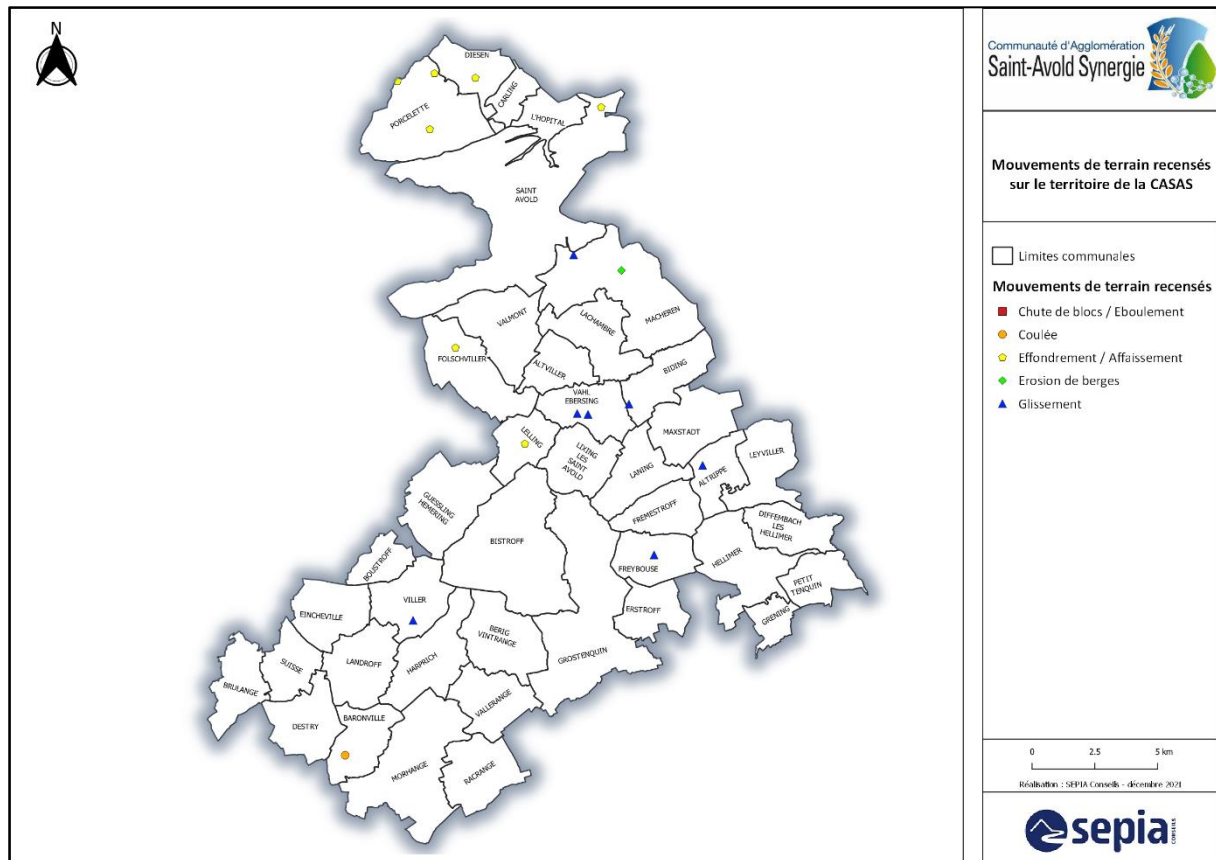 N
DIESEN
CARLING
PORCELETTE
L'HOPITAL
SAINT
AVOLD
VALMONT
LACHAMBRE
MACHEREN
FOLSCHVILLER
ALTVILLER
BIDING
VAHL
EBERSING
LELLING
LIXING
LES
SAINT
AVOLD
MAXSTADT
LANING
ALTRIPPE
LEYVILLER
GUESSLING
HEMERING
FREMESTROFF
DIFFEMBACH
LES
HELLIMER
BISTROFF
BOUSTROFF
FREYBOUSE
HELLIMER
PETIT
TENQUIN
EINCHEVILLE
VILLER
ERSTROFF
GRENING
BERIG
VINTRANGE
SUISSE
LANDROFF
HARPRICH
GROSTENQUIN
BRULANGE
DESTRY
BARONVILLE
VALLERANGE
MORHANGE
RACRANGE
Communauté d'Agglomération
Saint-Avold Synergie
Mouvements de terrain recensés
sur le territoire de la CASAS
Limites communales
Mouvements de terrain recensés
Chute de blocs / Eboulement
Coulée
Effondrement / Affaissement
Erosion de berges
Glissement
0 2.5 5 km
Réalisation : SEPIA Conseils - décembre 2021
sepia
CONSEILS